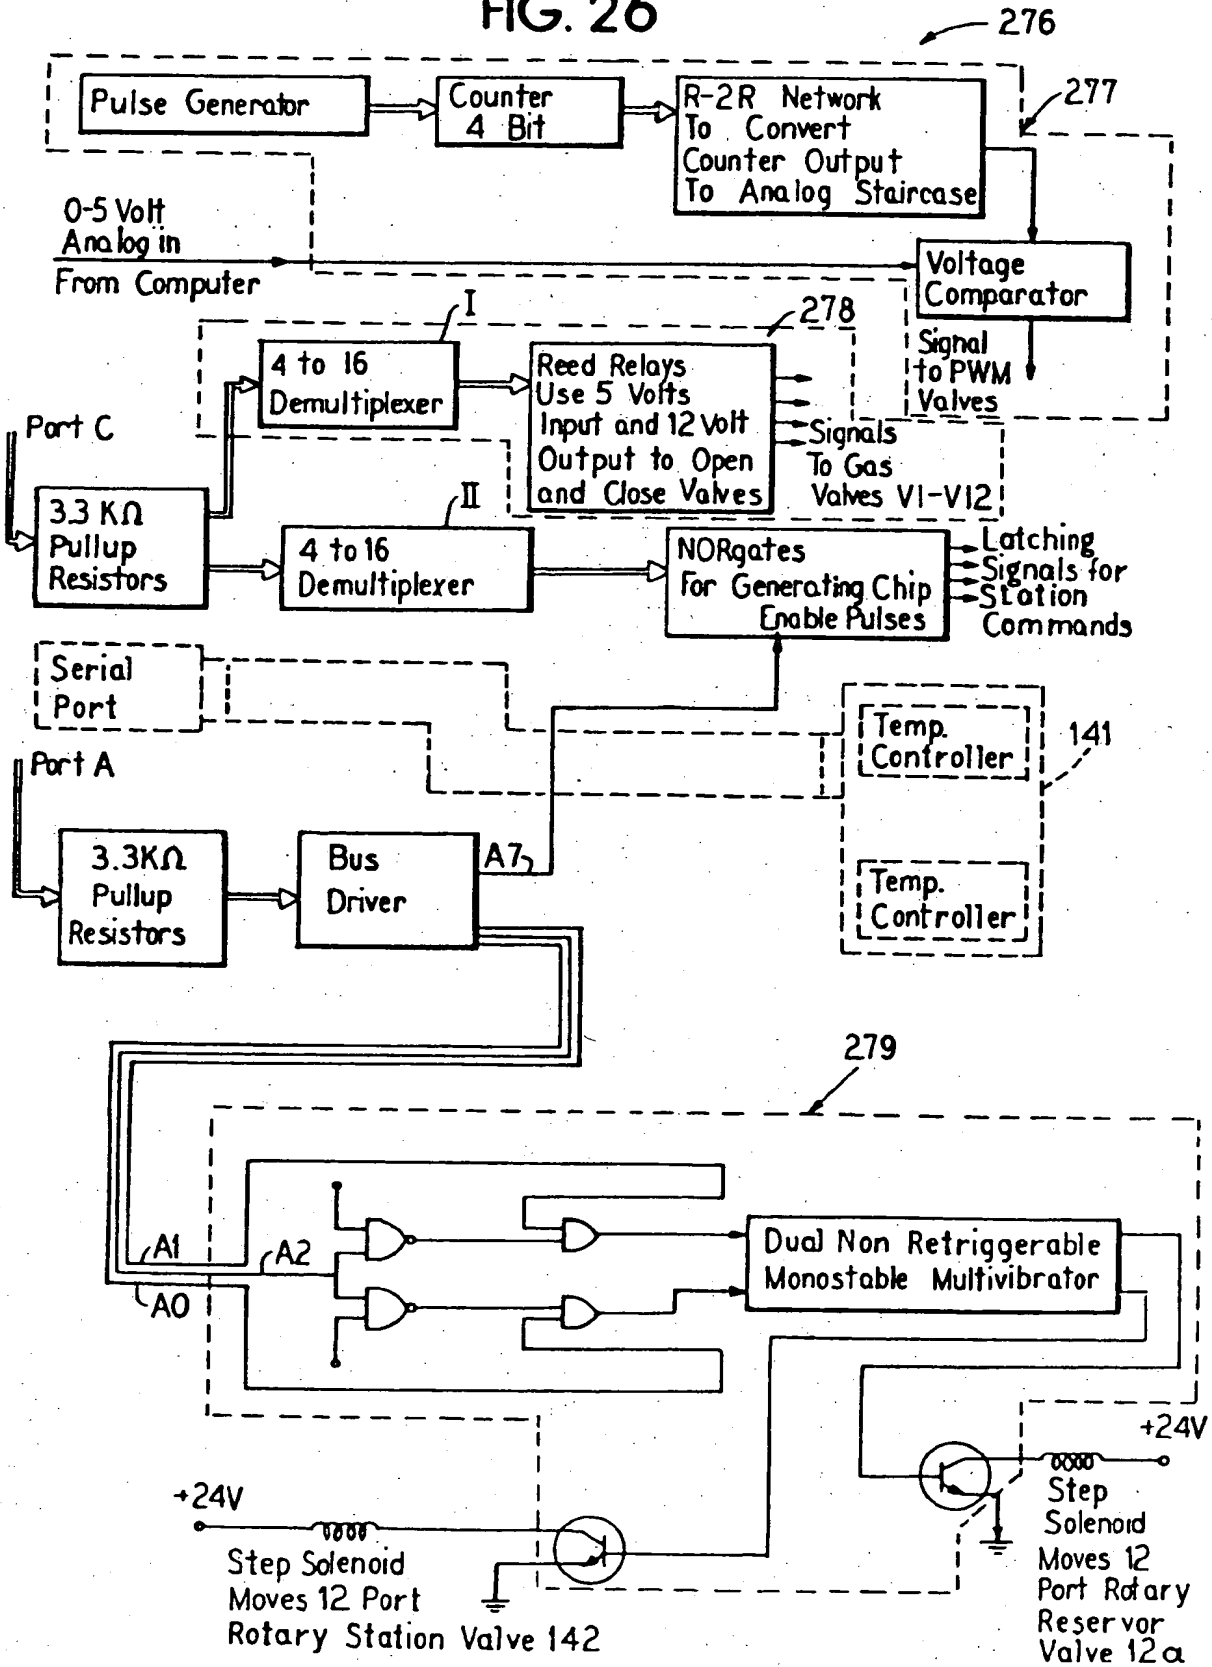 FIG. 26
276
277
Pulse Generator
Counter
4 Bit
R-2R Network
To Convert
Counter Output
To Analog Staircase
0-5 Volt
Analog in
From Computer
Voltage
Comparator
Signal
to PWM
Valves
I
278
4 to 16
Demultiplexer
Reed Relays
Use 5 Volts
Input and 12 Volt
Output to Open
and Close Valves
Signals
To Gas
Valves V1-V12
Port C
3.3 KΩ
Pullup
Resistors
II
4 to 16
Demultiplexer
NORgates
For Generating Chip
Enable Pulses
Latching
Signals for
Station
Commands
Serial
Port
Temp.
Controller
141
Temp.
Controller
Port A
3.3KΩ
Pullup
Resistors
Bus
Driver
A7
279
A1
A2
A0
Dual Non Retriggerable
Monostable Multivibrator
+24V
Step
Solenoid
Moves 12
Port Rotary
Reservor
Valve 12a
+24V
Step Solenoid
Moves 12 Port
Rotary Station Valve 142